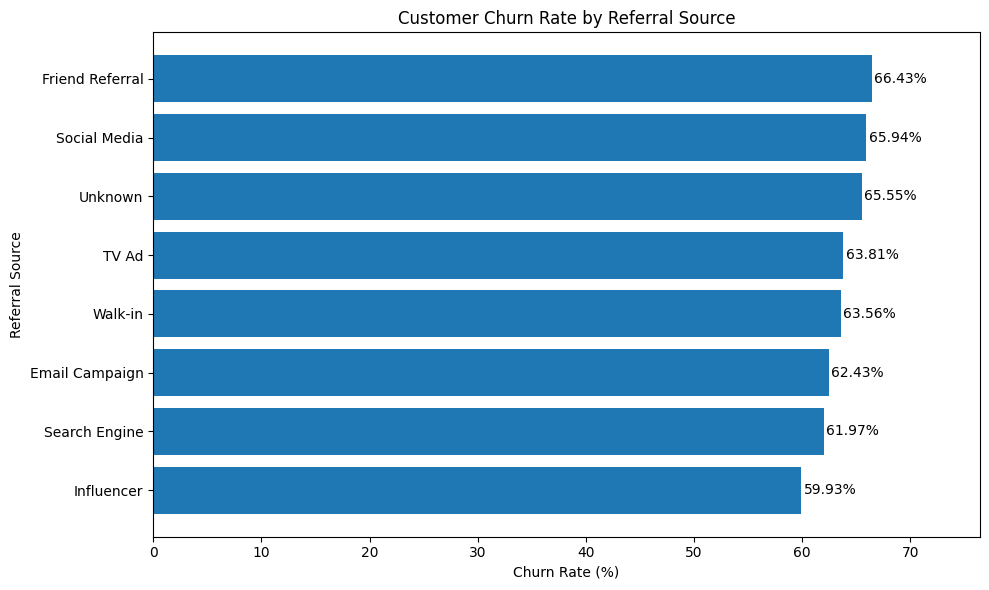 Customer Churn Rate by Referral Source
Referral Source
Friend Referral 66.43%
Social Media 65.94%
Unknown 65.55%
TV Ad 63.81%
Walk-in 63.56%
Email Campaign 62.43%
Search Engine 61.97%
Influencer 59.93%
0 10 20 30 40 50 60 70
Churn Rate (%)